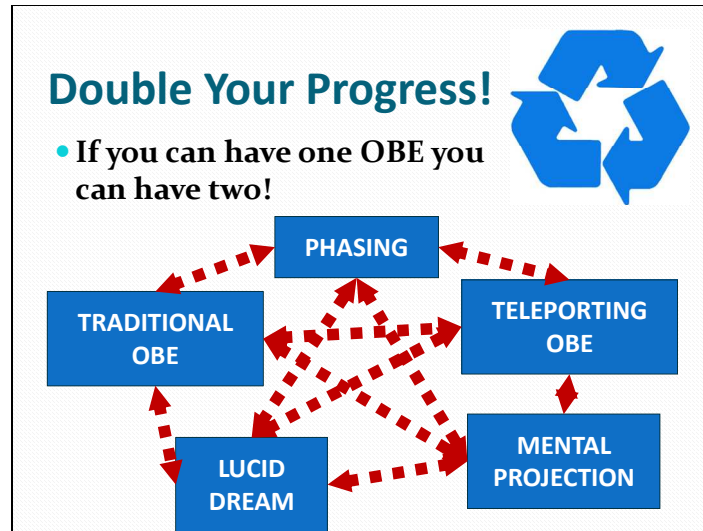 Double Your Progress!
• If you can have one OBE you
can have two!
PHASING
TRADITIONAL
OBE
TELEPORTING
OBE
LUCID
DREAM
MENTAL
PROJECTION